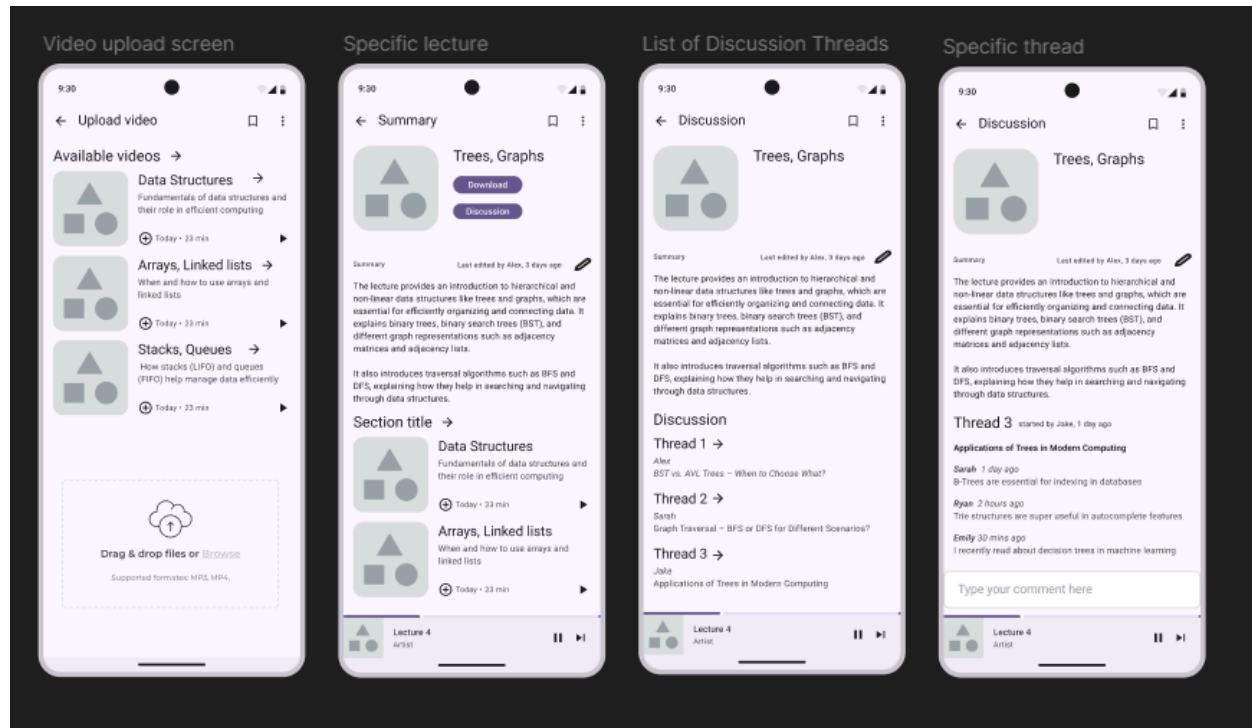 Video upload screen
9:30
Upload video
Available videos
Data Structures
Fundamentals of data structures and
their role in efficient computing
Today • 23 min
Arrays, Linked lists
When and how to use arrays and
linked lists
Today • 23 min
Stacks, Queues
How stacks (LIFO) and queues
(FIFO) help manage data efficiently
Today • 23 min
Drag & drop files or Browse
Supported formates: MP3, MP4,
Specific lecture
9:30
Summary
Trees, Graphs
Download
Discussion
Summary
Last edited by Alex, 3 days ago
The lecture provides an introduction to hierarchical and
non-linear data structures like trees and graphs, which are
essential for efficiently organizing and connecting data. It
explains binary trees, binary search trees (BST), and
different graph representations such as adjacency
matrices and adjacency lists.
It also introduces traversal algorithms such as BFS and
DFS, explaining how they help in searching and navigating
through data structures.
Section title
Data Structures
Fundamentals of data structures and
their role in efficient computing
Today • 23 min
Arrays, Linked lists
When and how to use arrays and
linked lists
Today • 23 min
Lecture 4
Artist
List of Discussion Threads
9:30
Discussion
Trees, Graphs
Summary
Last edited by Alex, 3 days ago
The lecture provides an introduction to hierarchical and
non-linear data structures like trees and graphs, which are
essential for efficiently organizing and connecting data. It
explains binary trees, binary search trees (BST), and
different graph representations such as adjacency
matrices and adjacency lists.
It also introduces traversal algorithms such as BFS and
DFS, explaining how they help in searching and navigating
through data structures.
Discussion
Thread 1
Alex
BST vs. AVL Trees – When to Choose What?
Thread 2
Sarah
Graph Traversal – BFS or DFS for Different Scenarios?
Thread 3
Jake
Applications of Trees in Modern Computing
Lecture 4
Artist
Specific thread
9:30
Discussion
Trees, Graphs
Summary
Last edited by Alex, 3 days ago
The lecture provides an introduction to hierarchical and
non-linear data structures like trees and graphs, which are
essential for efficiently organizing and connecting data. It
explains binary trees, binary search trees (BST), and
different graph representations such as adjacency
matrices and adjacency lists.
It also introduces traversal algorithms such as BFS and
DFS, explaining how they help in searching and navigating
through data structures.
Thread 3 started by Jake, 1 day ago
Applications of Trees in Modern Computing
Sarah 1 day ago
B-Trees are essential for indexing in databases
Ryan 2 hours ago
Trie structures are super useful in autocomplete features
Emily 30 mins ago
I recently read about decision trees in machine learning
Type your comment here
Lecture 4
Artist